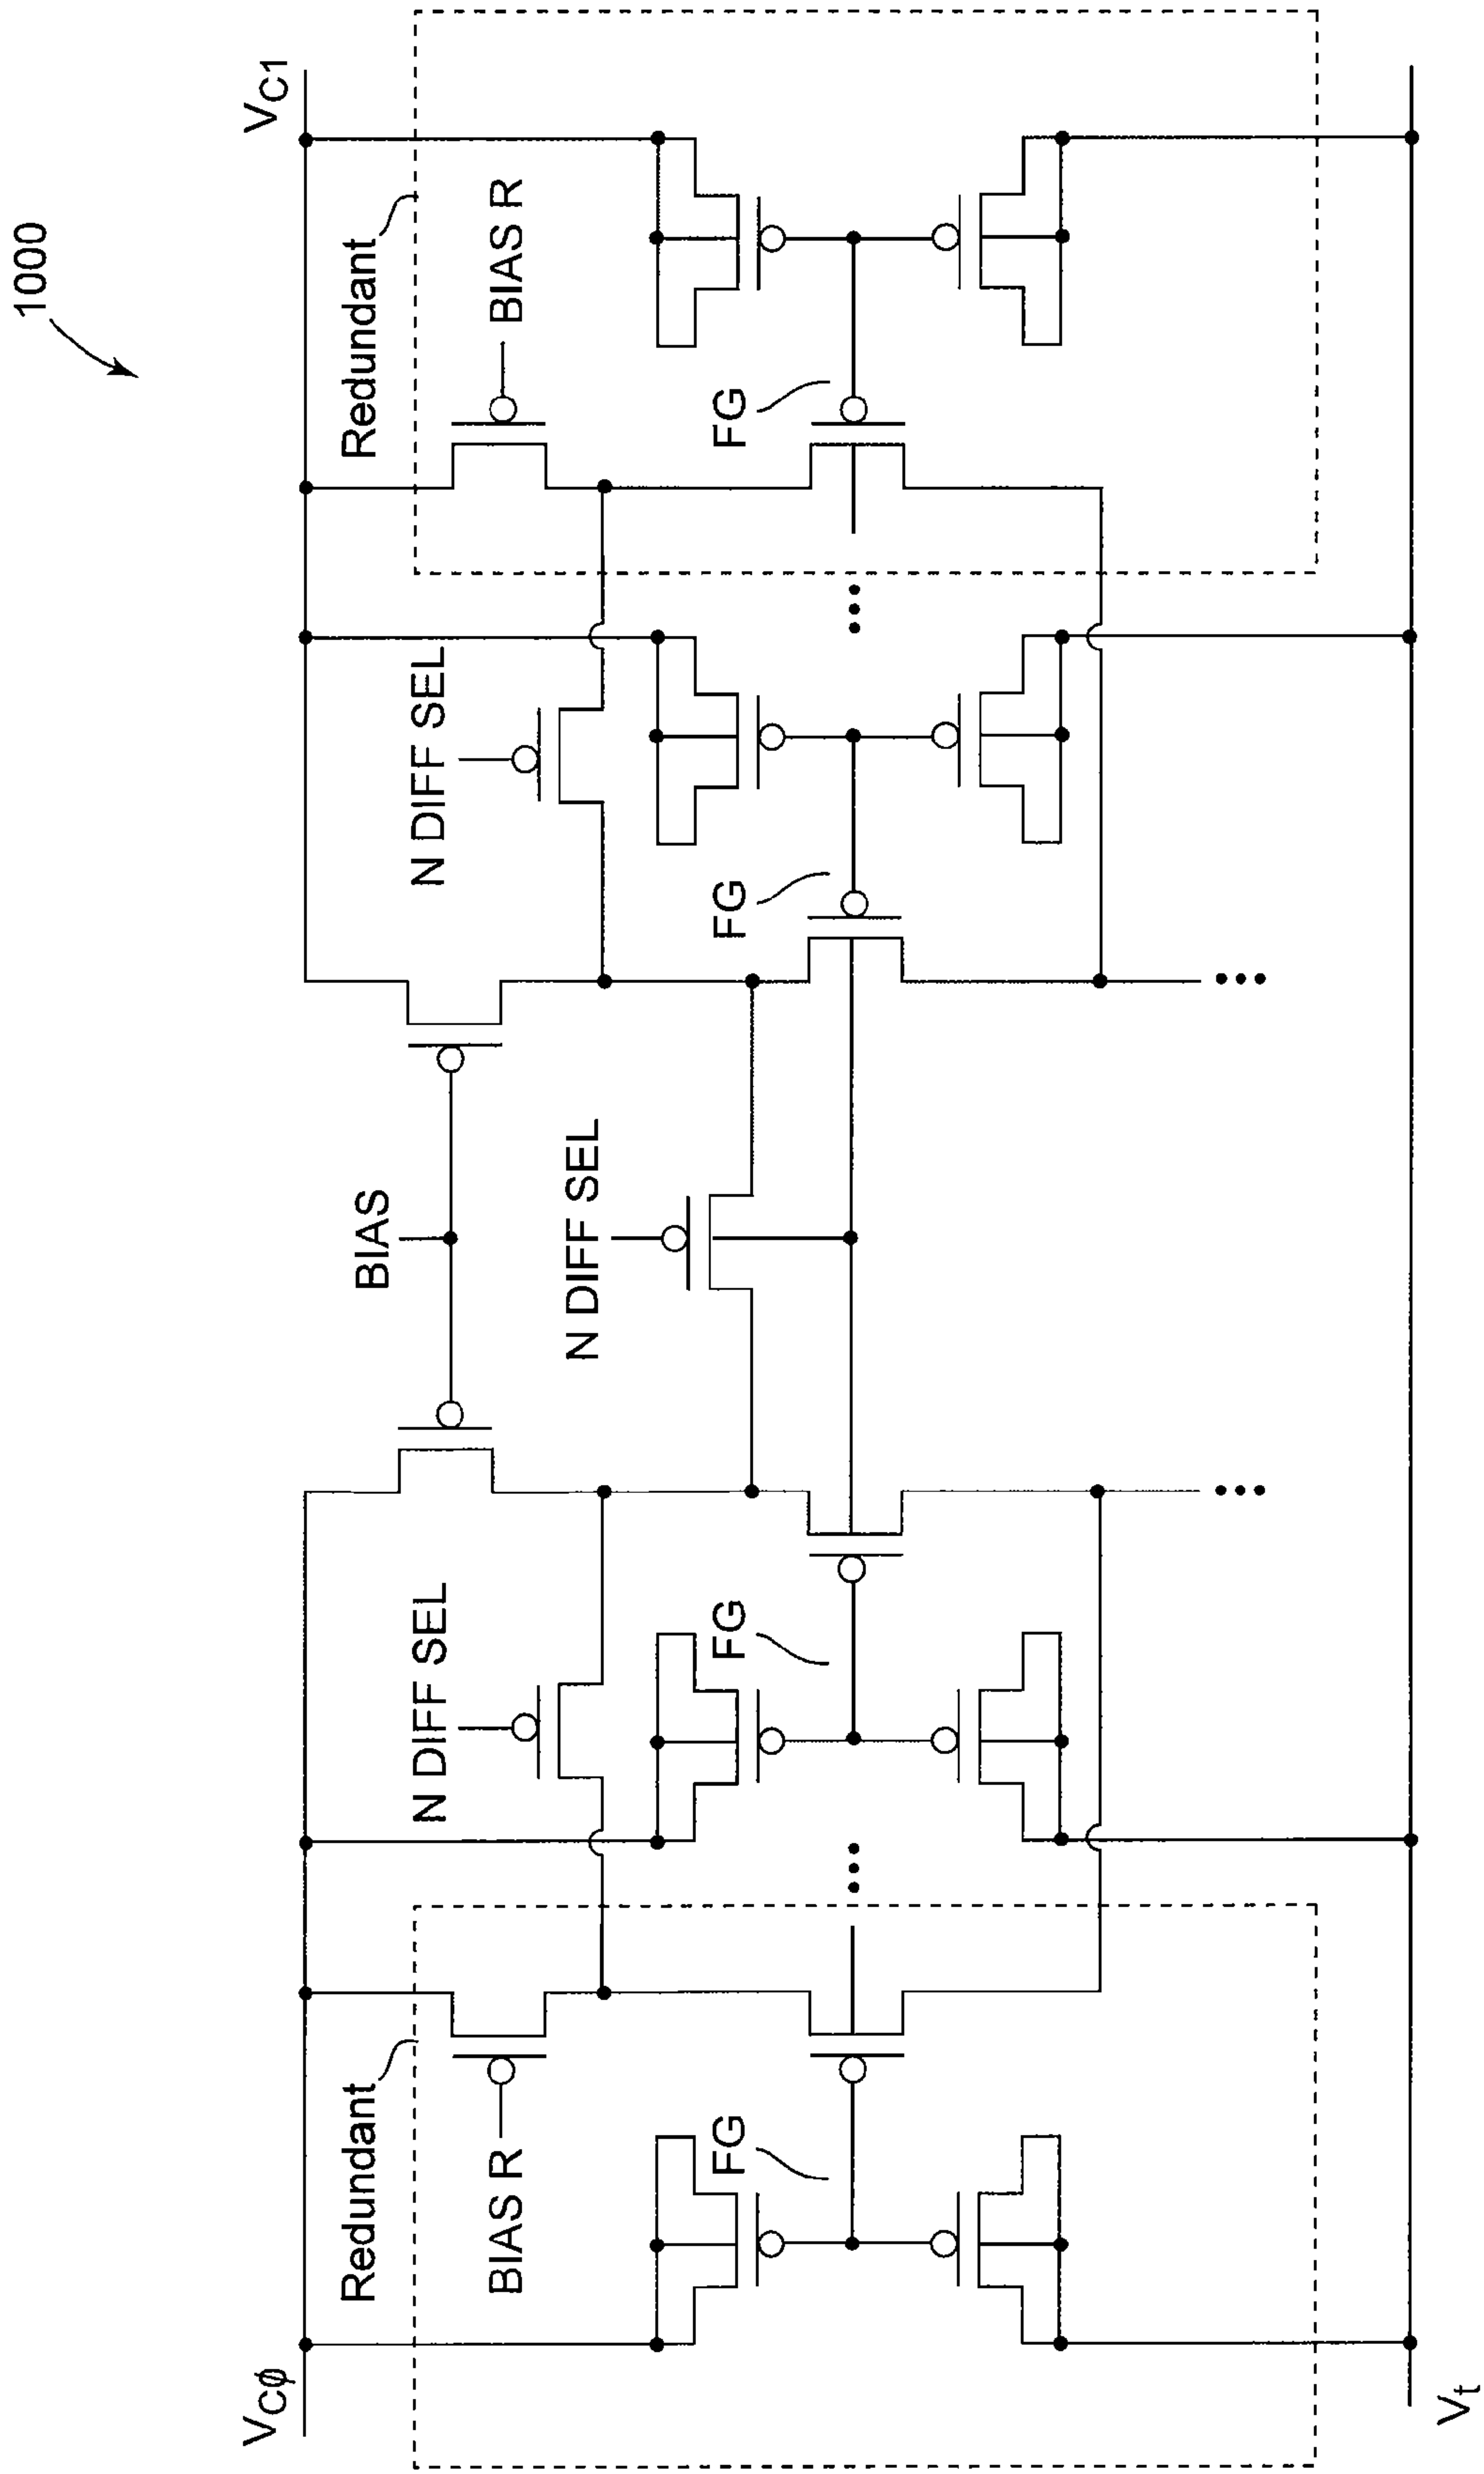 1000
VCϕ
VC1
Redundant
BIAS R
N DIFF SEL
FG
FG
BIAS
N DIFF SEL
N DIFF SEL
FG
FG
Redundant
BIAS R
Vt